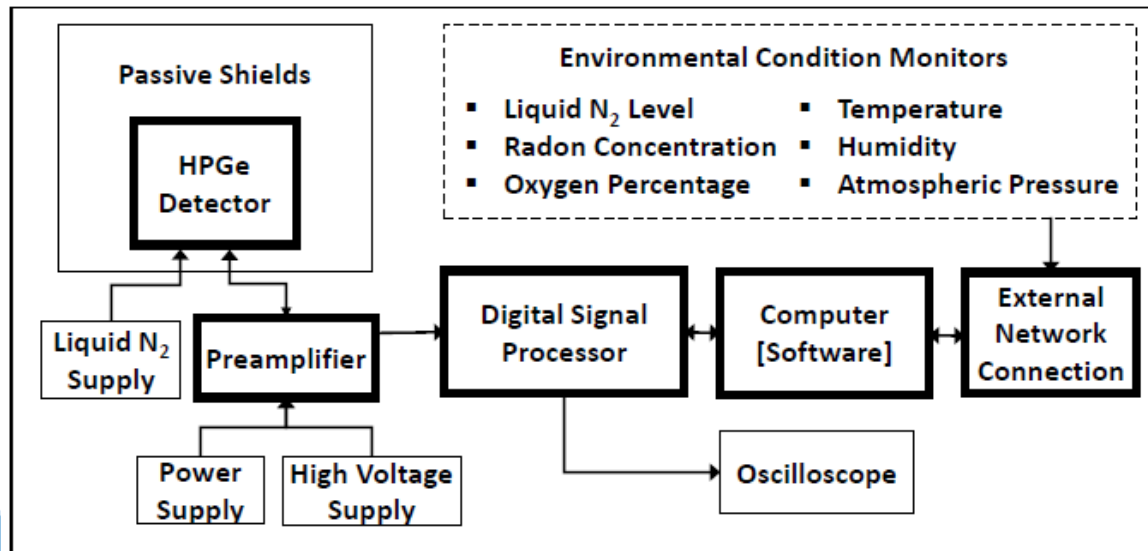 Passive Shields
HPGe
Detector
Environmental Condition Monitors
▪ Liquid N₂ Level
▪ Radon Concentration
▪ Oxygen Percentage
▪ Temperature
▪ Humidity
▪ Atmospheric Pressure
Liquid N₂
Supply
Preamplifier
Digital Signal
Processor
Computer
[Software]
External
Network
Connection
Power
Supply
High Voltage
Supply
Oscilloscope